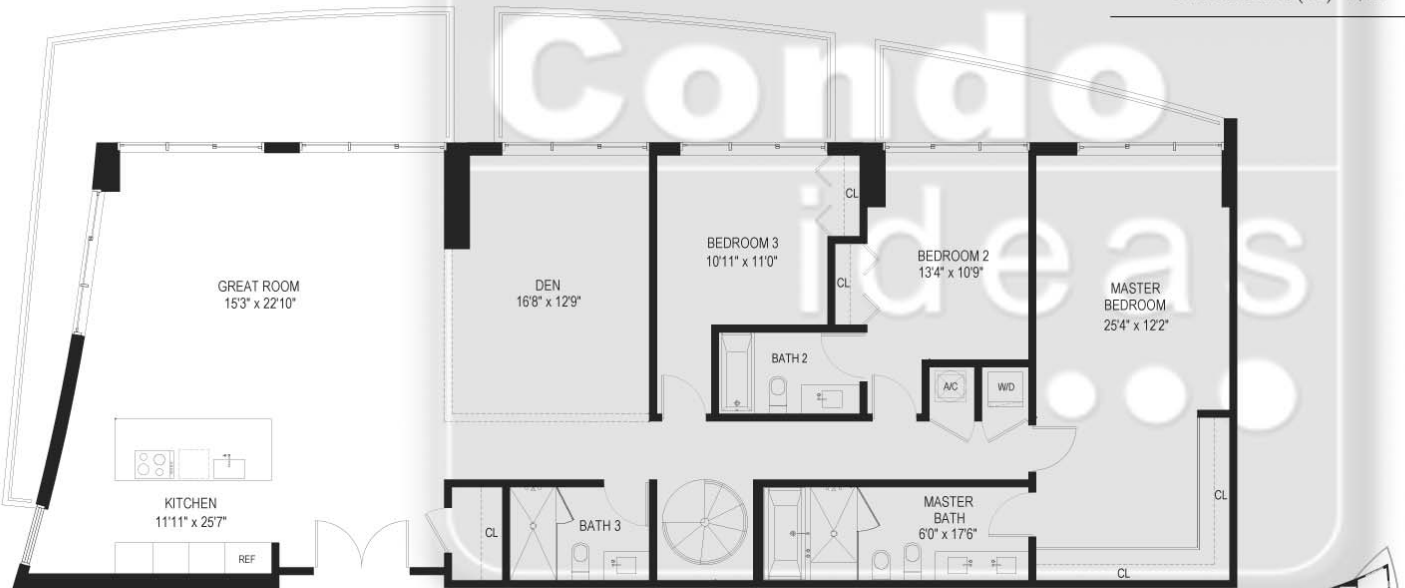 Condo
ideas
GREAT ROOM
15'3" x 22'10"
DEN
16'8" x 12'9"
BEDROOM 3
10'11" x 11'0"
CL
CL
BEDROOM 2
13'4" x 10'9"
MASTER
BEDROOM
25'4" x 12'2"
BATH 2
A/C
W/D
KITCHEN
11'11" x 25'7"
REF
CL
BATH 3
MASTER
BATH
6'0" x 17'6"
CL
CL